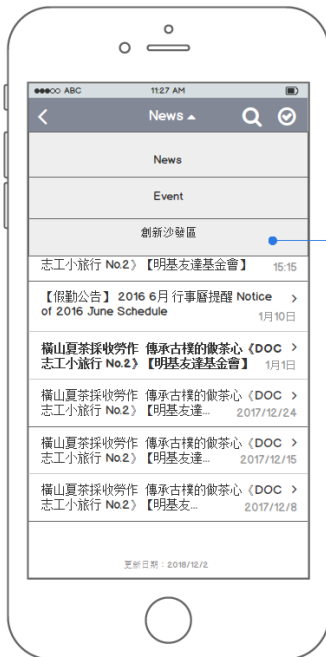 ABC 11:27 AM
News
News
Event
創新沙發區
志工小旅行 No.2》【明基友達基金會】 15:15
【假勤公告】 2016 6月 行事曆提醒 Notice
of 2016 June Schedule
1月10日
橫山夏茶採收勞作 傳承古樸的做茶心《DOC
志工小旅行 No.2》【明基友達基金會】 1月1日
橫山夏茶採收勞作 傳承古樸的做茶心《DOC
志工小旅行 No.2》【明基友達... 2017/12/24
橫山夏茶採收勞作 傳承古樸的做茶心《DOC
志工小旅行 No.2》【明基友達... 2017/12/15
橫山夏茶採收勞作 傳承古樸的做茶心《DOC
志工小旅行 No.2》【明基友... 2017/12/8
更新日期：2018/12/2